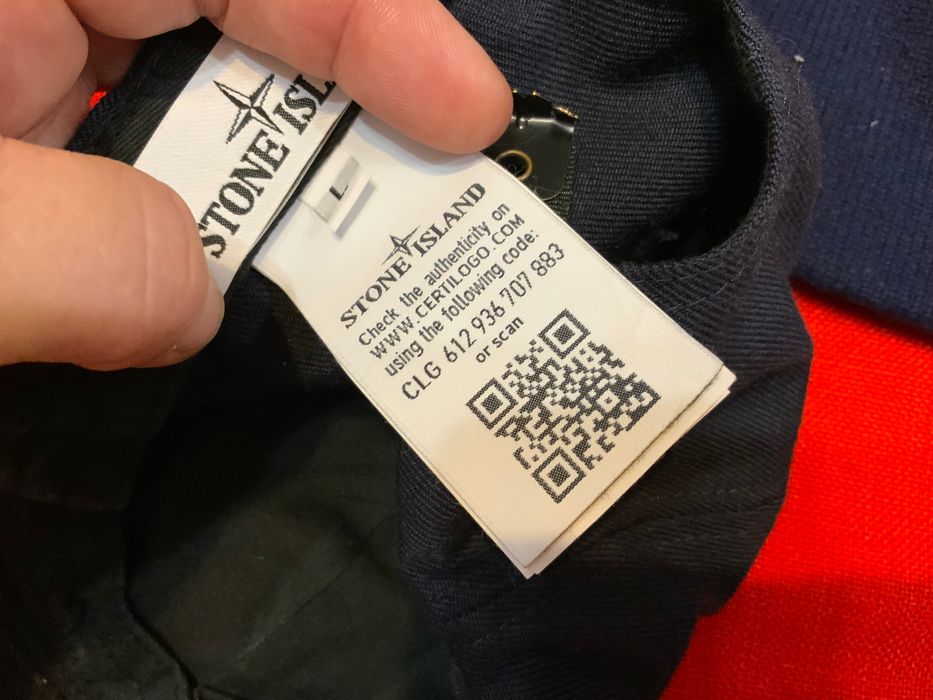 STONE ISL
L
STONE ISLAND
Check the authenticity on
WWW.CERTILOGO.COM
using the following code:
CLG 612 936 707 883
or scan